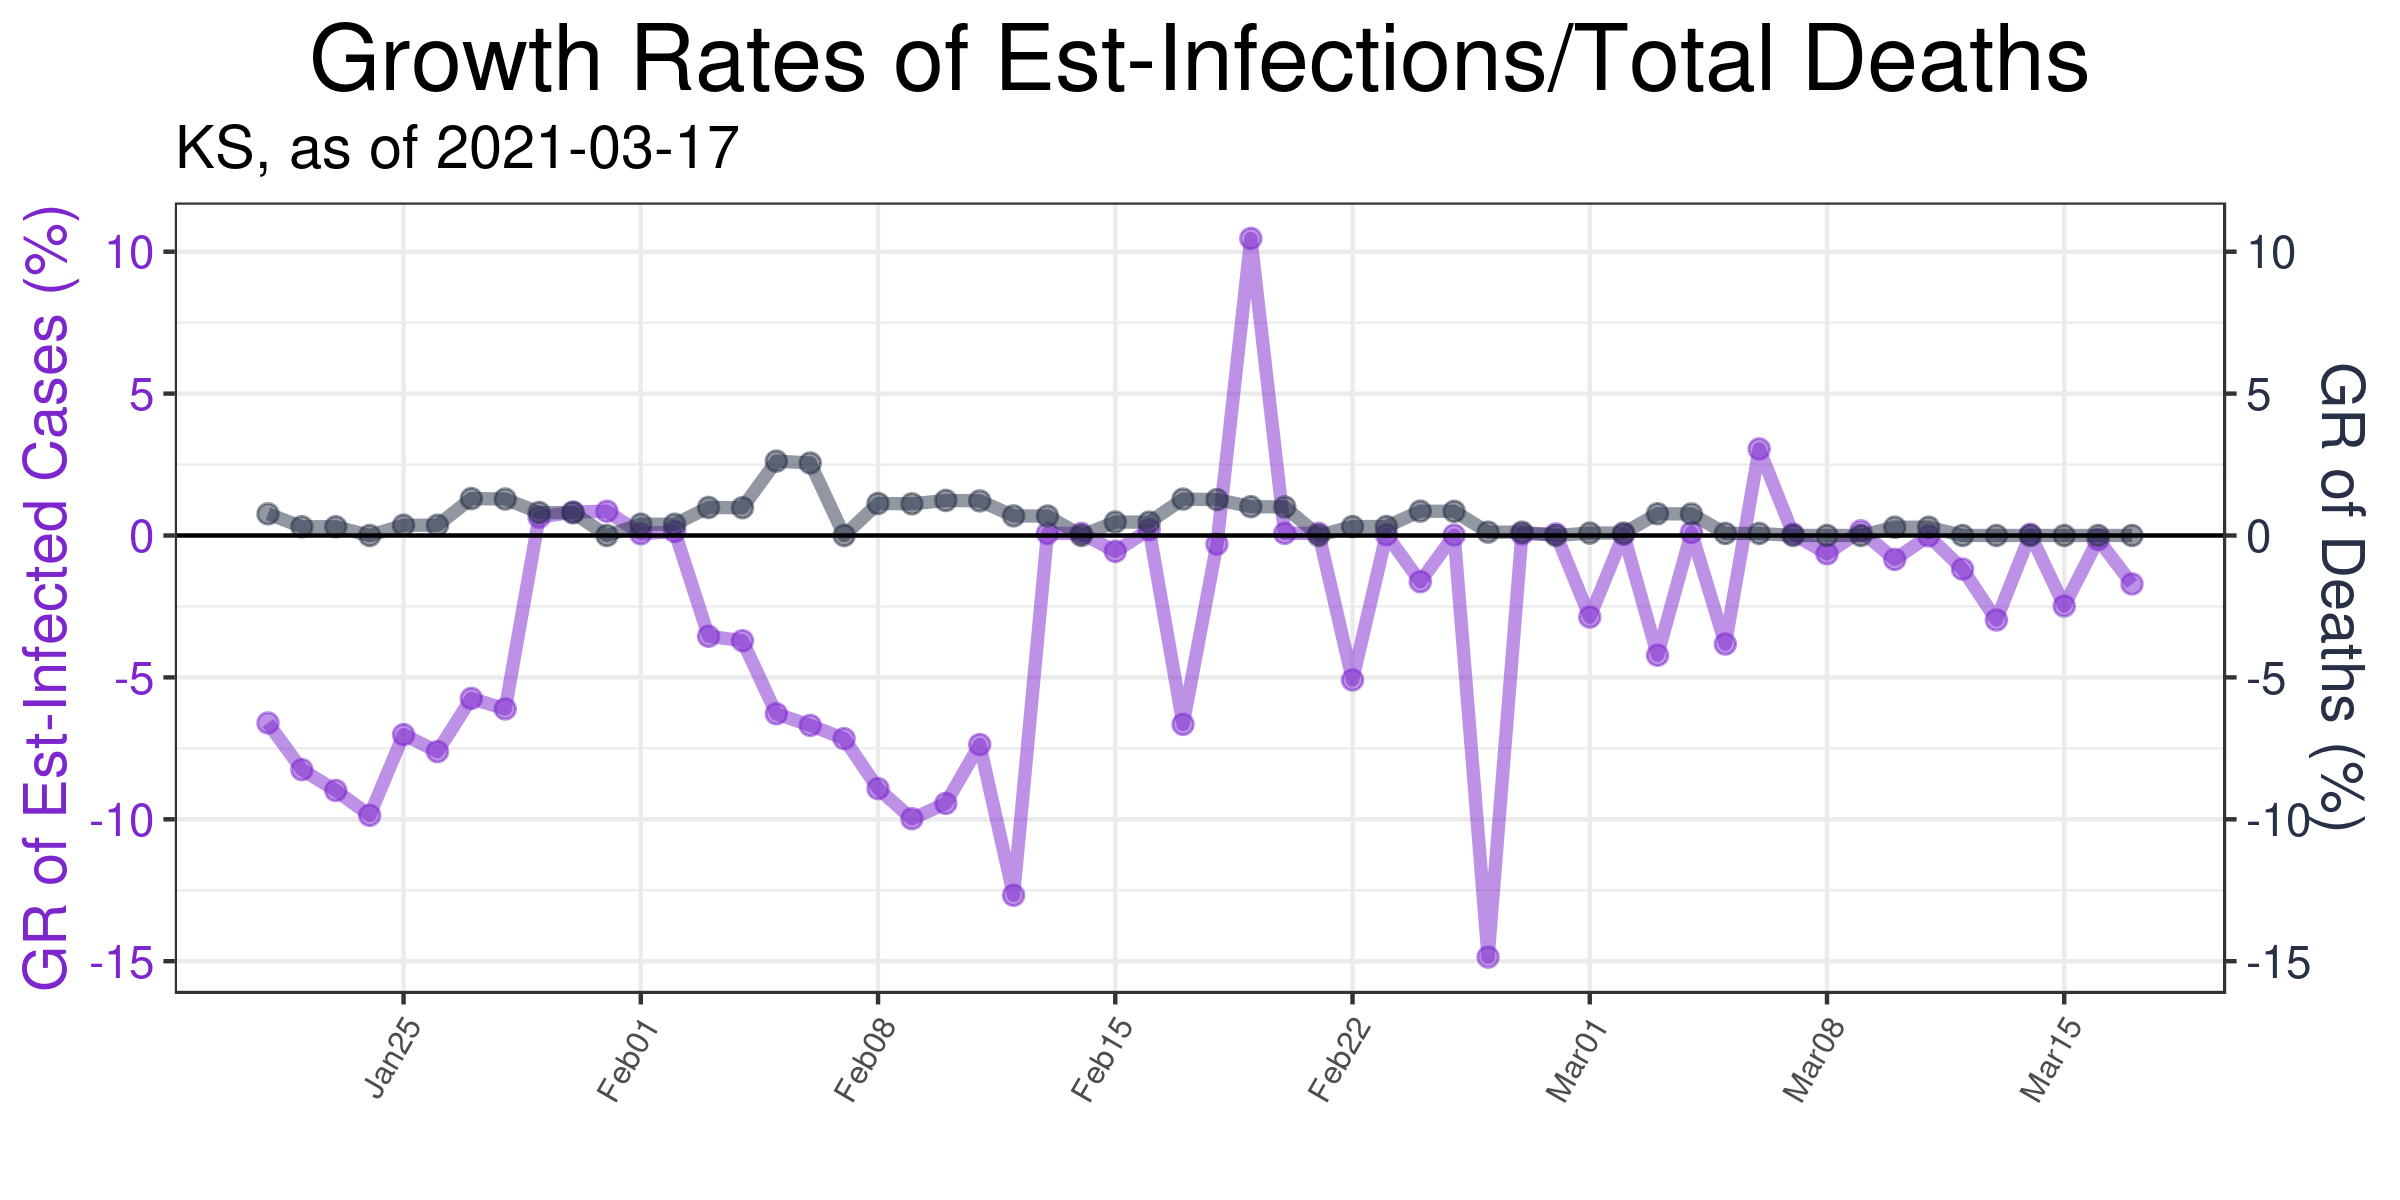 Growth Rates of Est-Infections/Total Deaths
KS, as of 2021-03-17
GR of Est-Infected Cases (%)
10
5
0
-5
-10
-15
10
5
0
-5
-10
-15
GR of Deaths (%)
Jan25
Feb01
Feb08
Feb15
Feb22
Mar01
Mar08
Mar15